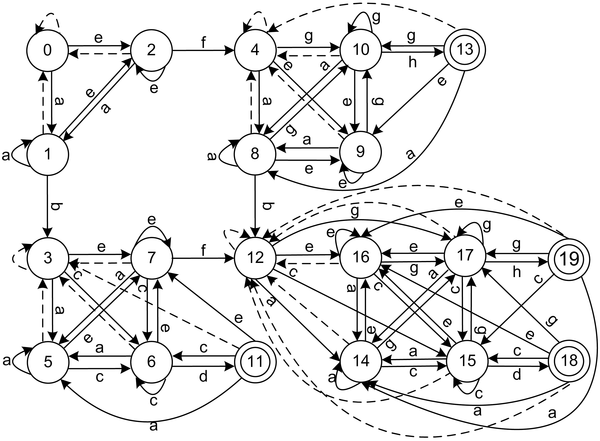 0 e 2 f 4 g 10 g h 13
a e a a e a g e g e
a 1 a 8 a e 9 e a
b g b
3 e 7 e f 12 e 16 e g 17 g g h 19 e
a c a e c e c a a e a c g c
a 5 a c 6 c c d 11 e a
14 a c 15 c c d 18 e g a a
a